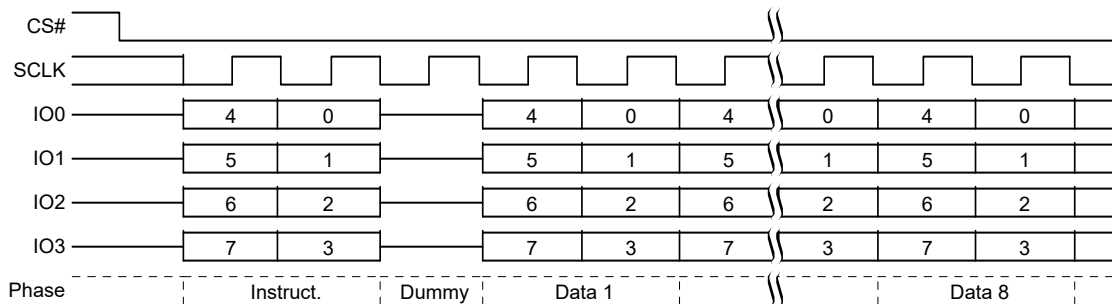 CS#
SCLK
IO0 4 0 4 0 4 0 4 0
IO1 5 1 5 1 5 1 5 1
IO2 6 2 6 2 6 2 6 2
IO3 7 3 7 3 7 3 7 3
Phase Instruct. Dummy Data 1 Data 8